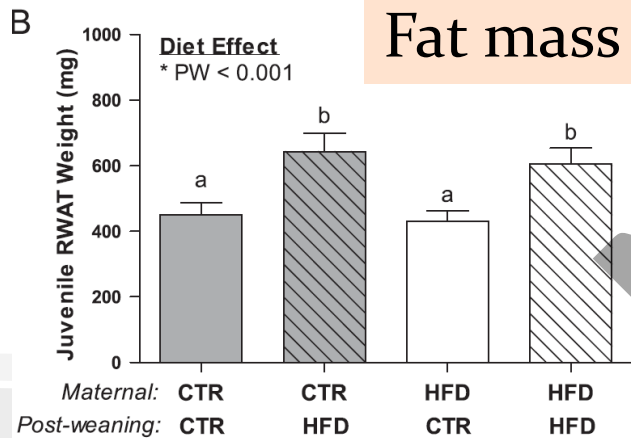 B
Fat mass
Diet Effect
* PW < 0.001
Juvenile RWAT Weight (mg)
1000
800
600
400
200
0
a
b
a
b
Maternal: CTR CTR HFD HFD
Post-weaning: CTR HFD CTR HFD